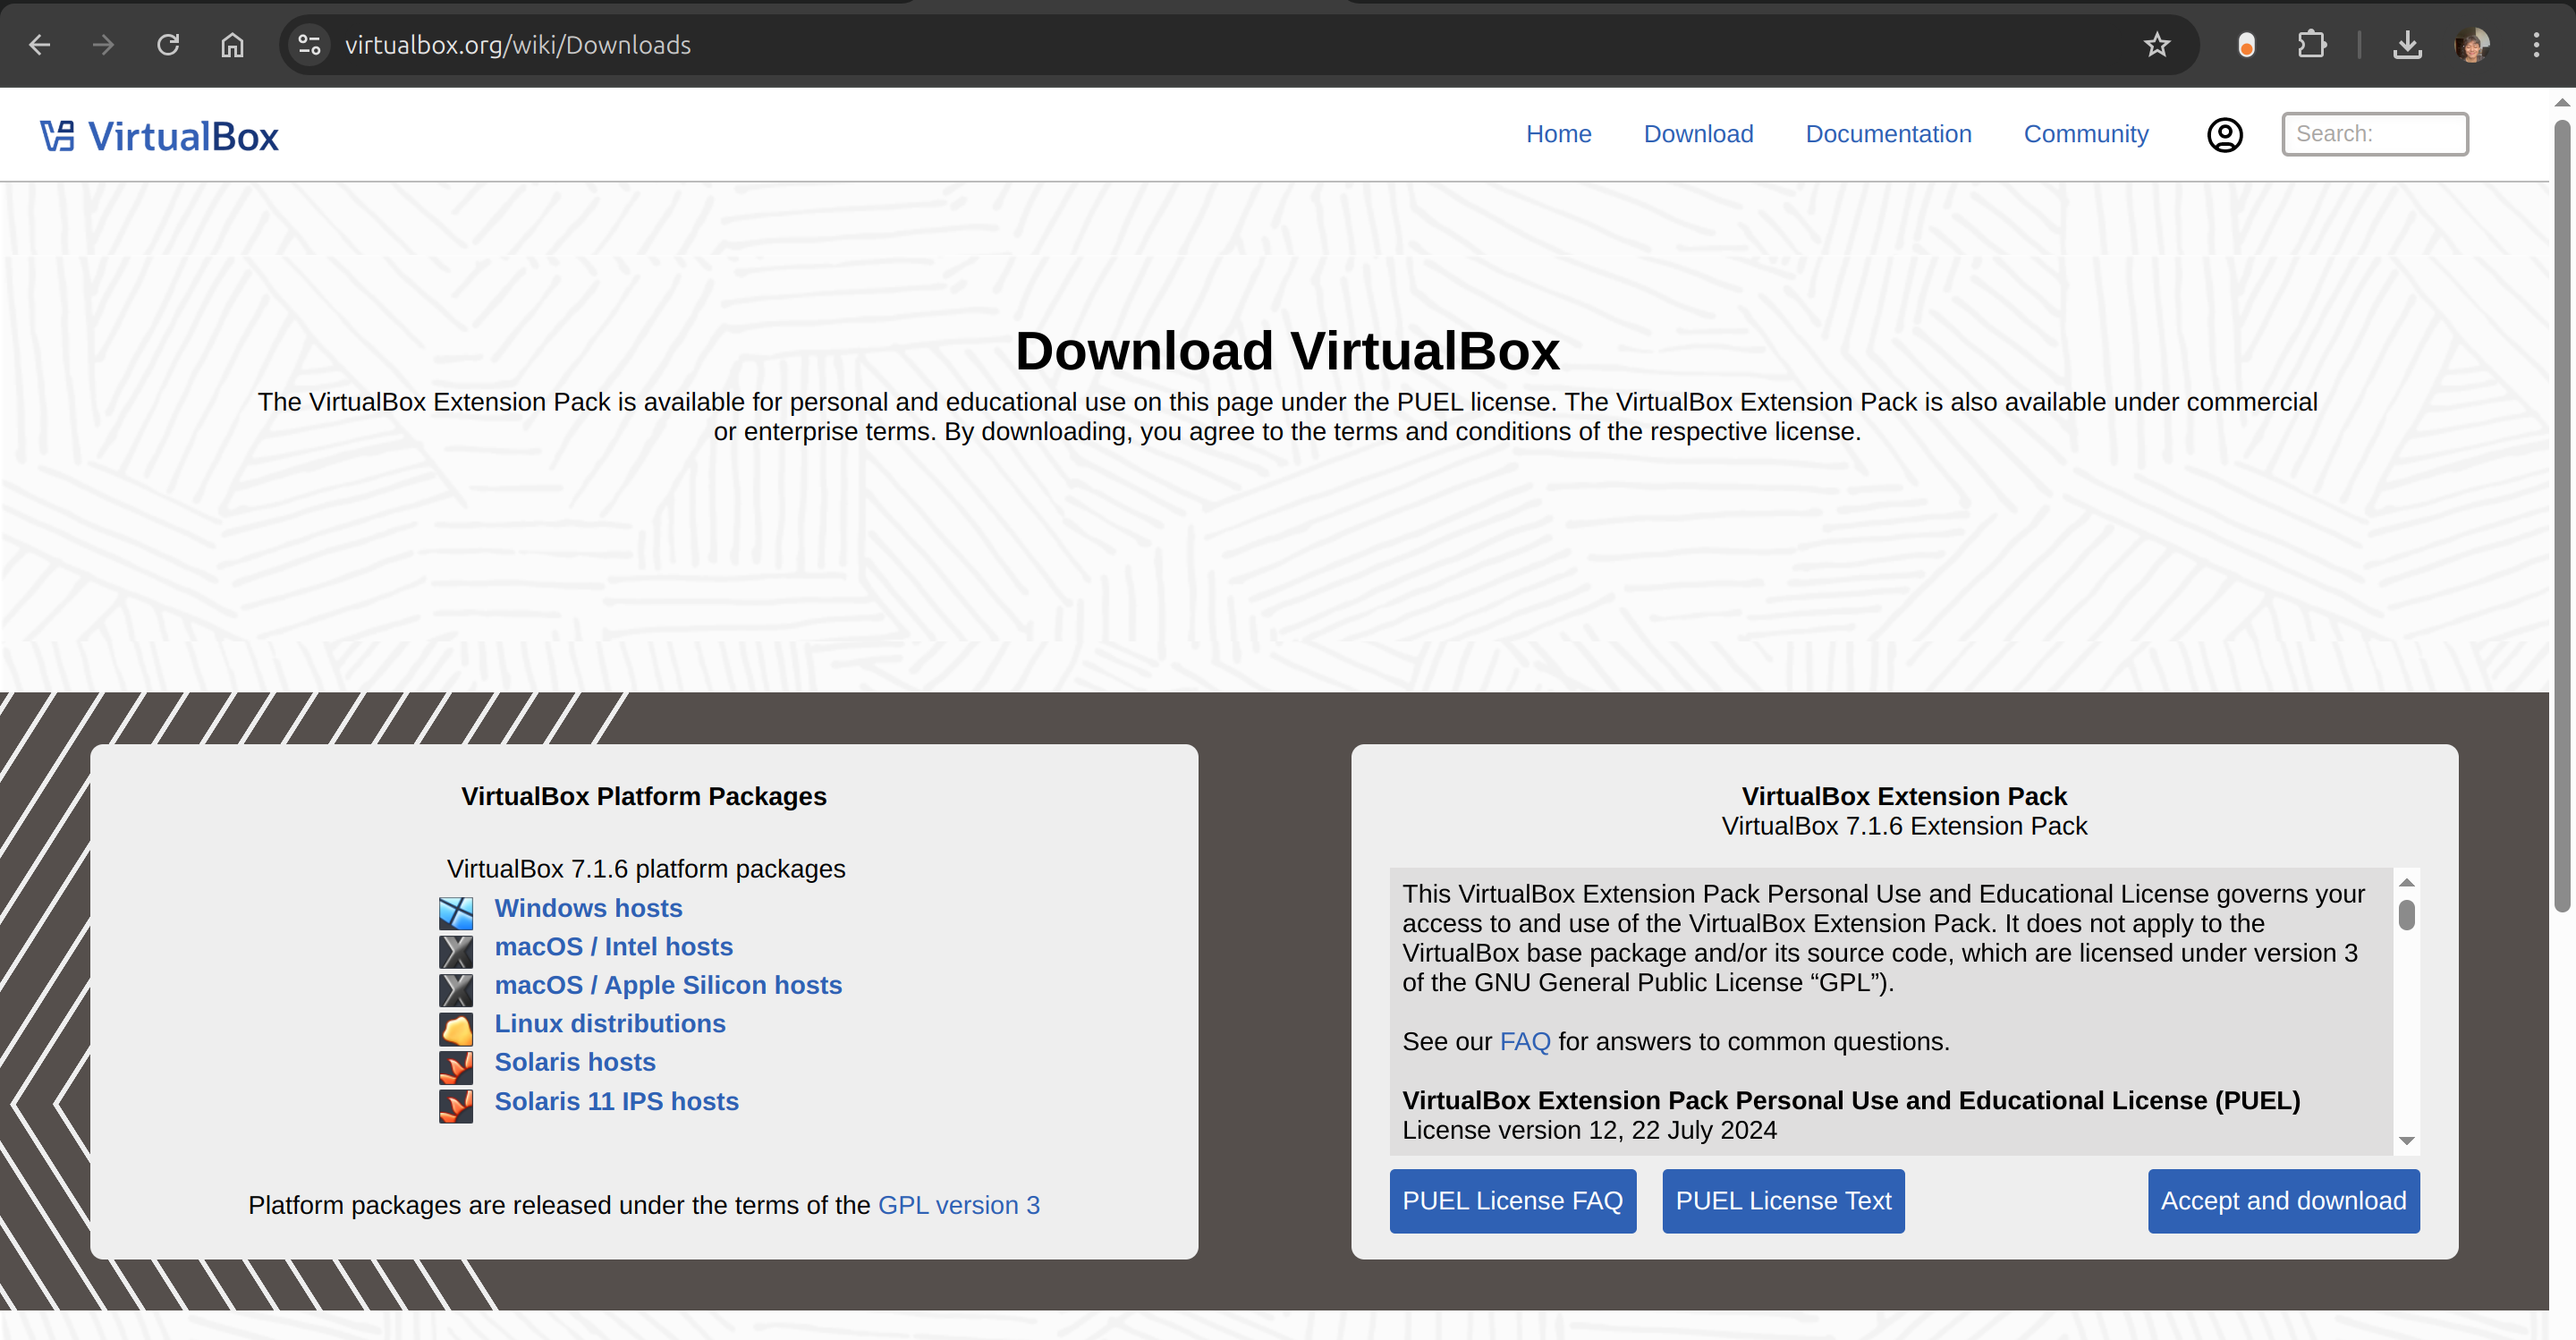 virtualbox.org/wiki/Downloads
VirtualBox
Home Download Documentation Community Search:
Download VirtualBox
The VirtualBox Extension Pack is available for personal and educational use on this page under the PUEL license. The VirtualBox Extension Pack is also available under commercial
or enterprise terms. By downloading, you agree to the terms and conditions of the respective license.
VirtualBox Platform Packages
VirtualBox 7.1.6 platform packages
Windows hosts
macOS / Intel hosts
macOS / Apple Silicon hosts
Linux distributions
Solaris hosts
Solaris 11 IPS hosts
Platform packages are released under the terms of the GPL version 3
VirtualBox Extension Pack
VirtualBox 7.1.6 Extension Pack
This VirtualBox Extension Pack Personal Use and Educational License governs your
access to and use of the VirtualBox Extension Pack. It does not apply to the
VirtualBox base package and/or its source code, which are licensed under version 3
of the GNU General Public License “GPL”).
See our FAQ for answers to common questions.
VirtualBox Extension Pack Personal Use and Educational License (PUEL)
License version 12, 22 July 2024
PUEL License FAQ PUEL License Text Accept and download